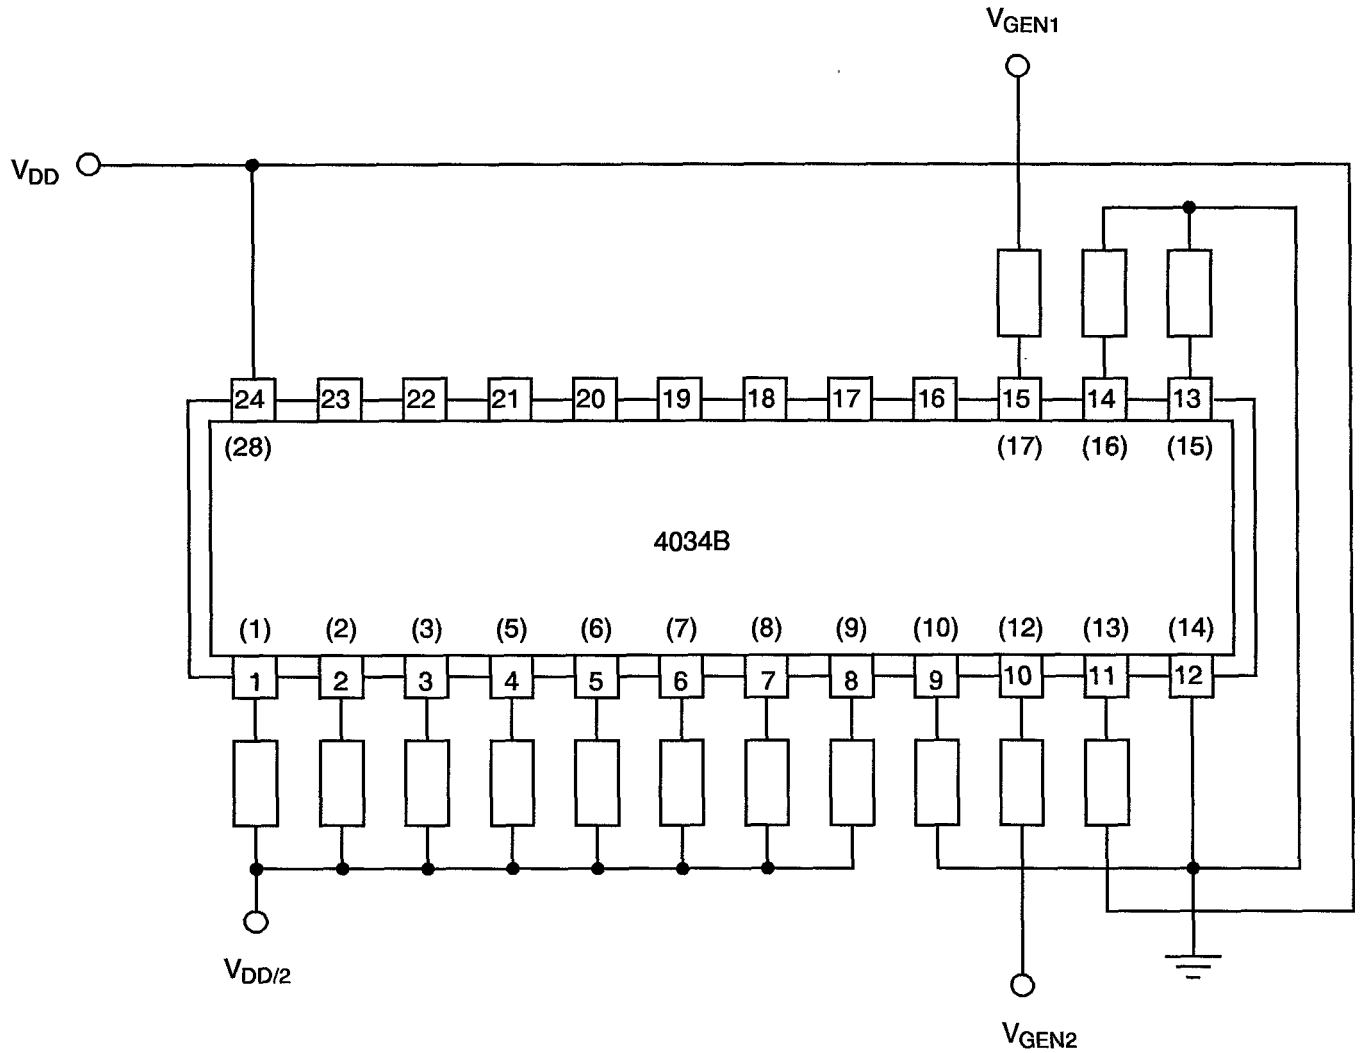 VGEN1
VDD
24 23 22 21 20 19 18 17 16 15 14 13
(28) (17) (16) (15)
4034B
(1) (2) (3) (5) (6) (7) (8) (9) (10) (12) (13) (14)
1 2 3 4 5 6 7 8 9 10 11 12
VDD/2
VGEN2